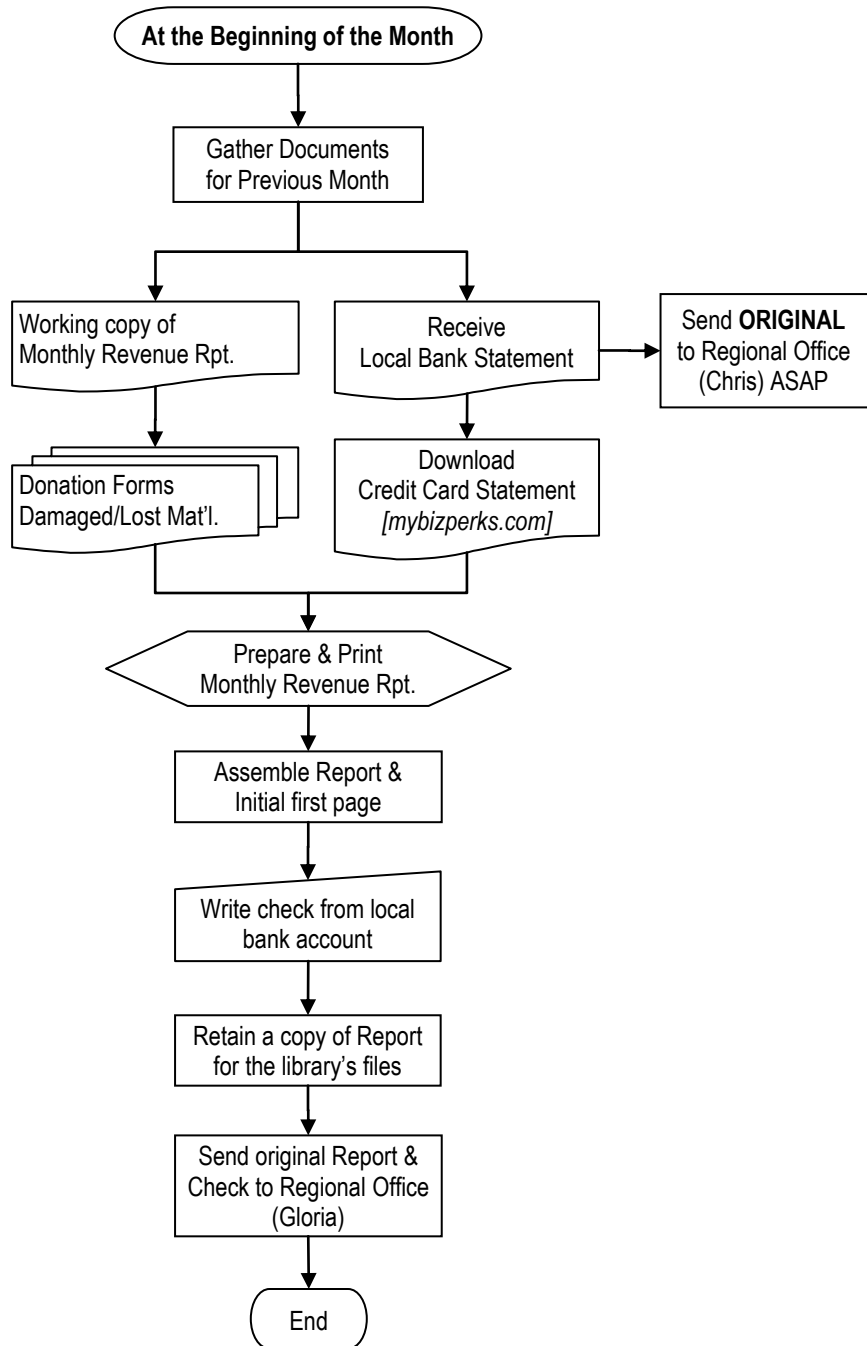 At the Beginning of the Month
Gather Documents
for Previous Month
Working copy of
Monthly Revenue Rpt.
Receive
Local Bank Statement
Send ORIGINAL
to Regional Office
(Chris) ASAP
Donation Forms
Damaged/Lost Mat’l.
Download
Credit Card Statement
[mybizperks.com]
Prepare & Print
Monthly Revenue Rpt.
Assemble Report &
Initial first page
Write check from local
bank account
Retain a copy of Report
for the library’s files
Send original Report &
Check to Regional Office
(Gloria)
End